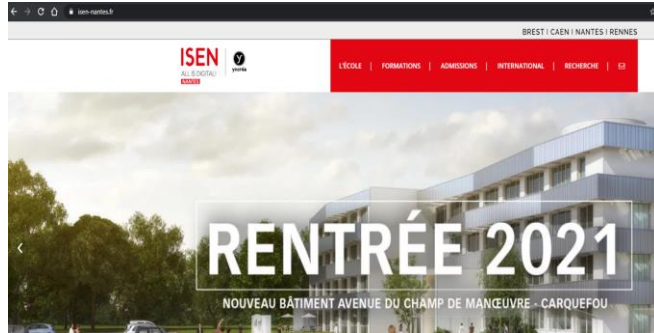 isen-nantes.fr
BREST | CAEN | NANTES | RENNES
ISEN
ALL IS DIGITAL!
NANTES
yncréa
L'ÉCOLE | FORMATIONS | ADMISSIONS | INTERNATIONAL | RECHERCHE |
RENTRÉE 2021
NOUVEAU BÂTIMENT AVENUE DU CHAMP DE MANŒUVRE - CARQUEFOU